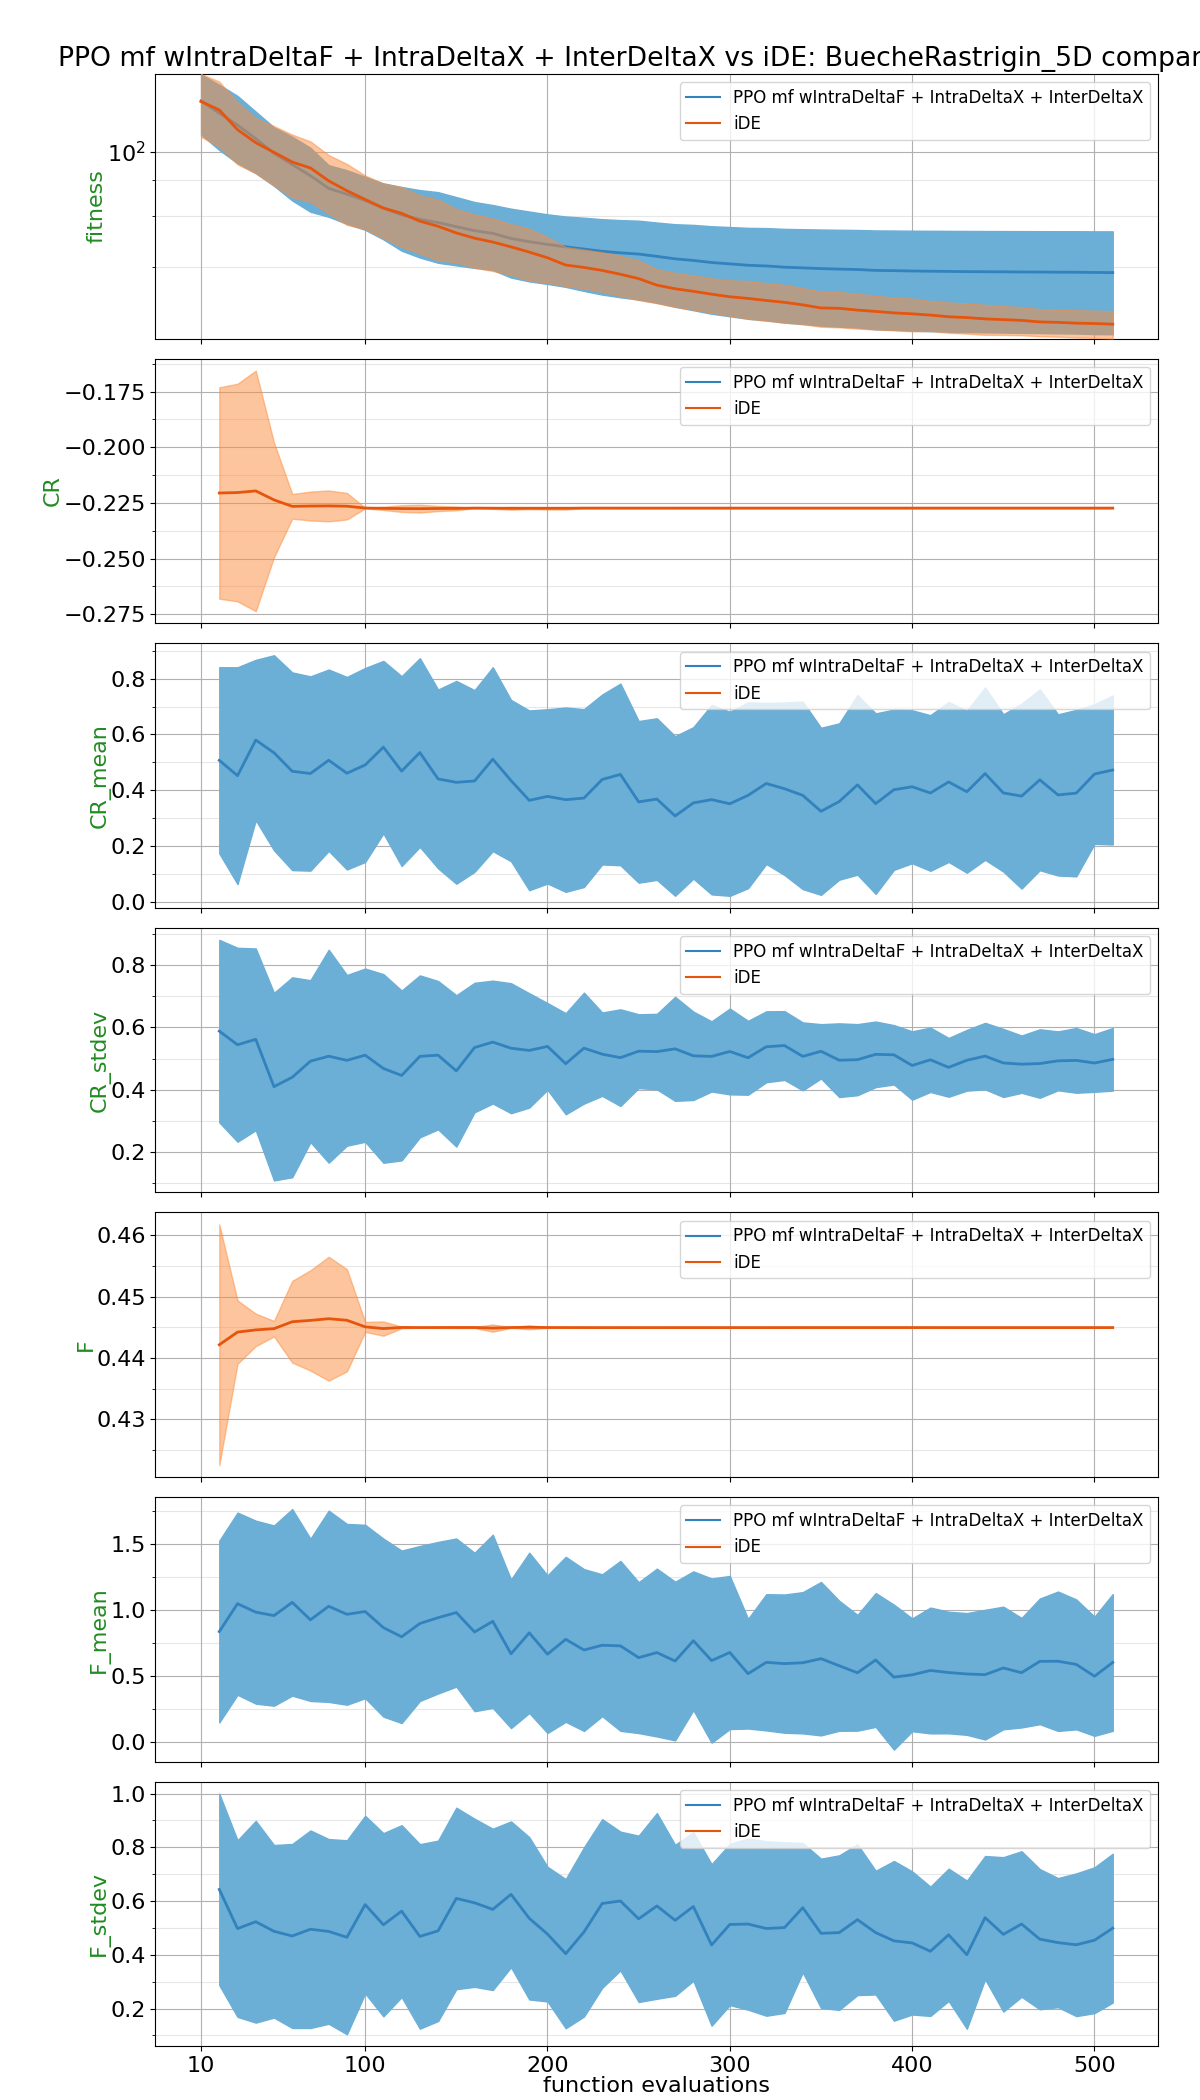 PPO mf wIntraDeltaF + IntraDeltaX + InterDeltaX vs iDE: BuecheRastrigin_5D compar
PPO mf wIntraDeltaF + IntraDeltaX + InterDeltaX
iDE
10²
fitness
PPO mf wIntraDeltaF + IntraDeltaX + InterDeltaX
iDE
−0.175
−0.200
−0.225
−0.250
−0.275
CR
PPO mf wIntraDeltaF + IntraDeltaX + InterDeltaX
iDE
0.8
0.6
0.4
0.2
0.0
CR_mean
PPO mf wIntraDeltaF + IntraDeltaX + InterDeltaX
iDE
0.8
0.6
0.4
0.2
CR_stdev
PPO mf wIntraDeltaF + IntraDeltaX + InterDeltaX
iDE
0.46
0.45
0.44
0.43
F
PPO mf wIntraDeltaF + IntraDeltaX + InterDeltaX
iDE
1.5
1.0
0.5
0.0
F_mean
PPO mf wIntraDeltaF + IntraDeltaX + InterDeltaX
iDE
1.0
0.8
0.6
0.4
0.2
F_stdev
10 100 200 300 400 500
function evaluations